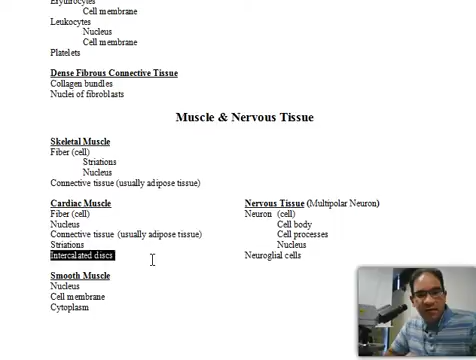 Erythrocytes
Cell membrane
Leukocytes
Nucleus
Cell membrane
Platelets
Dense Fibrous Connective Tissue
Collagen bundles
Nuclei of fibroblasts
Muscle & Nervous Tissue
Skeletal Muscle
Fiber (cell)
Striations
Nucleus
Connective tissue (usually adipose tissue)
Cardiac Muscle
Fiber (cell)
Nucleus
Connective tissue (usually adipose tissue)
Striations
Intercalated discs
Smooth Muscle
Nucleus
Cell membrane
Cytoplasm
Nervous Tissue (Multipolar Neuron)
Neuron (cell)
Cell body
Cell processes
Nucleus
Neuroglial cells